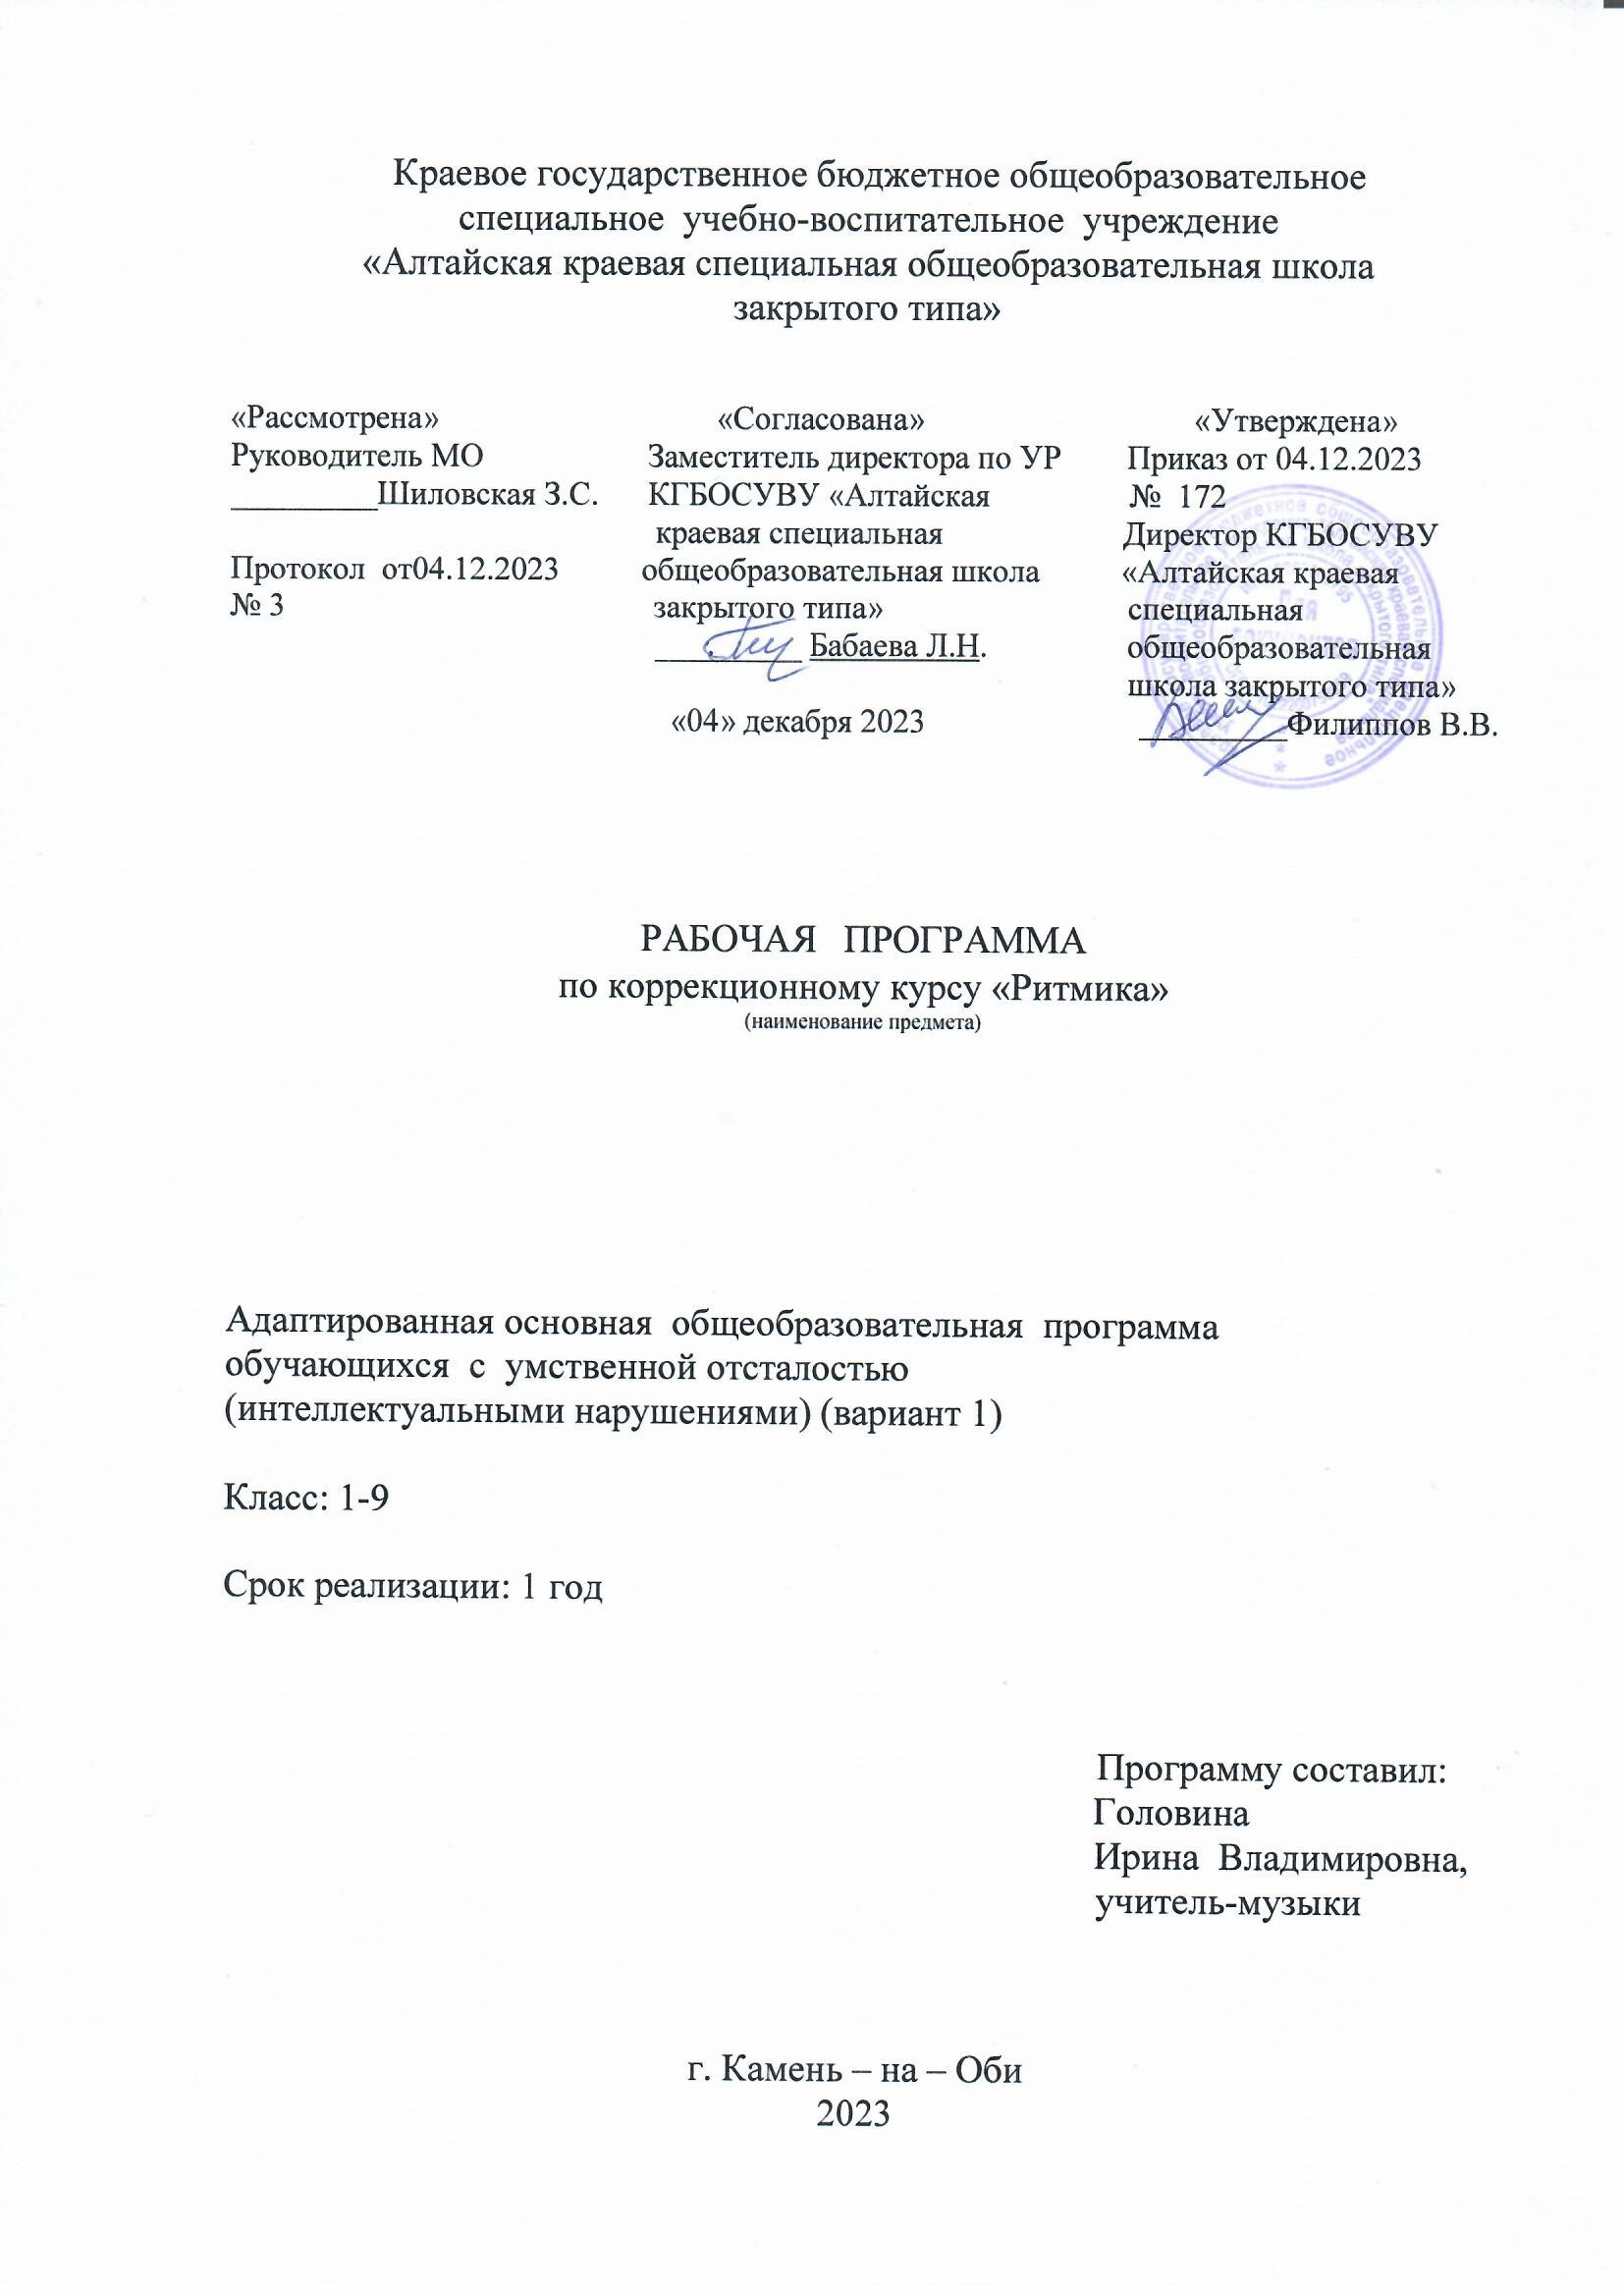 Краевое государственное бюджетное общеобразовательное
специальное учебно-воспитательное учреждение
«Алтайская краевая специальная общеобразовательная школа
закрытого типа»
«Рассмотрена»
Руководитель МО
_________Шиловская З.С.
Протокол от04.12.2023
№ 3
«Согласована»
Заместитель директора по УР
КГБОСУВУ «Алтайская
краевая специальная
общеобразовательная школа
закрытого типа»
_________ Бабаева Л.Н.
«04» декабря 2023
«Утверждена»
Приказ от 04.12.2023
№ 172
Директор КГБОСУВУ
«Алтайская краевая
специальная
общеобразовательная
школа закрытого типа»
_________Филиппов В.В.
РАБОЧАЯ ПРОГРАММА
по коррекционному курсу «Ритмика»
(наименование предмета)
Адаптированная основная общеобразовательная программа
обучающихся с умственной отсталостью
(интеллектуальными нарушениями) (вариант 1)
Класс: 1-9
Срок реализации: 1 год
Программу составил:
Головина
Ирина Владимировна,
учитель-музыки
г. Камень – на – Оби
2023